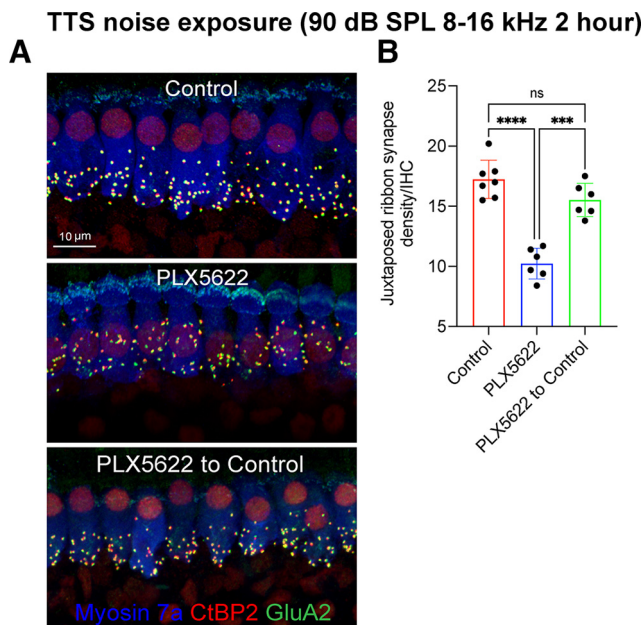 TTS noise exposure (90 dB SPL 8-16 kHz 2 hour)
A
Control
10 µm
PLX5622
PLX5622 to Control
Myosin 7a CtBP2 GluA2
B
Juxtaposed ribbon synapse
density/IHC
25
20
15
10
5
ns
**** ***
Control
PLX5622
PLX5622 to Control